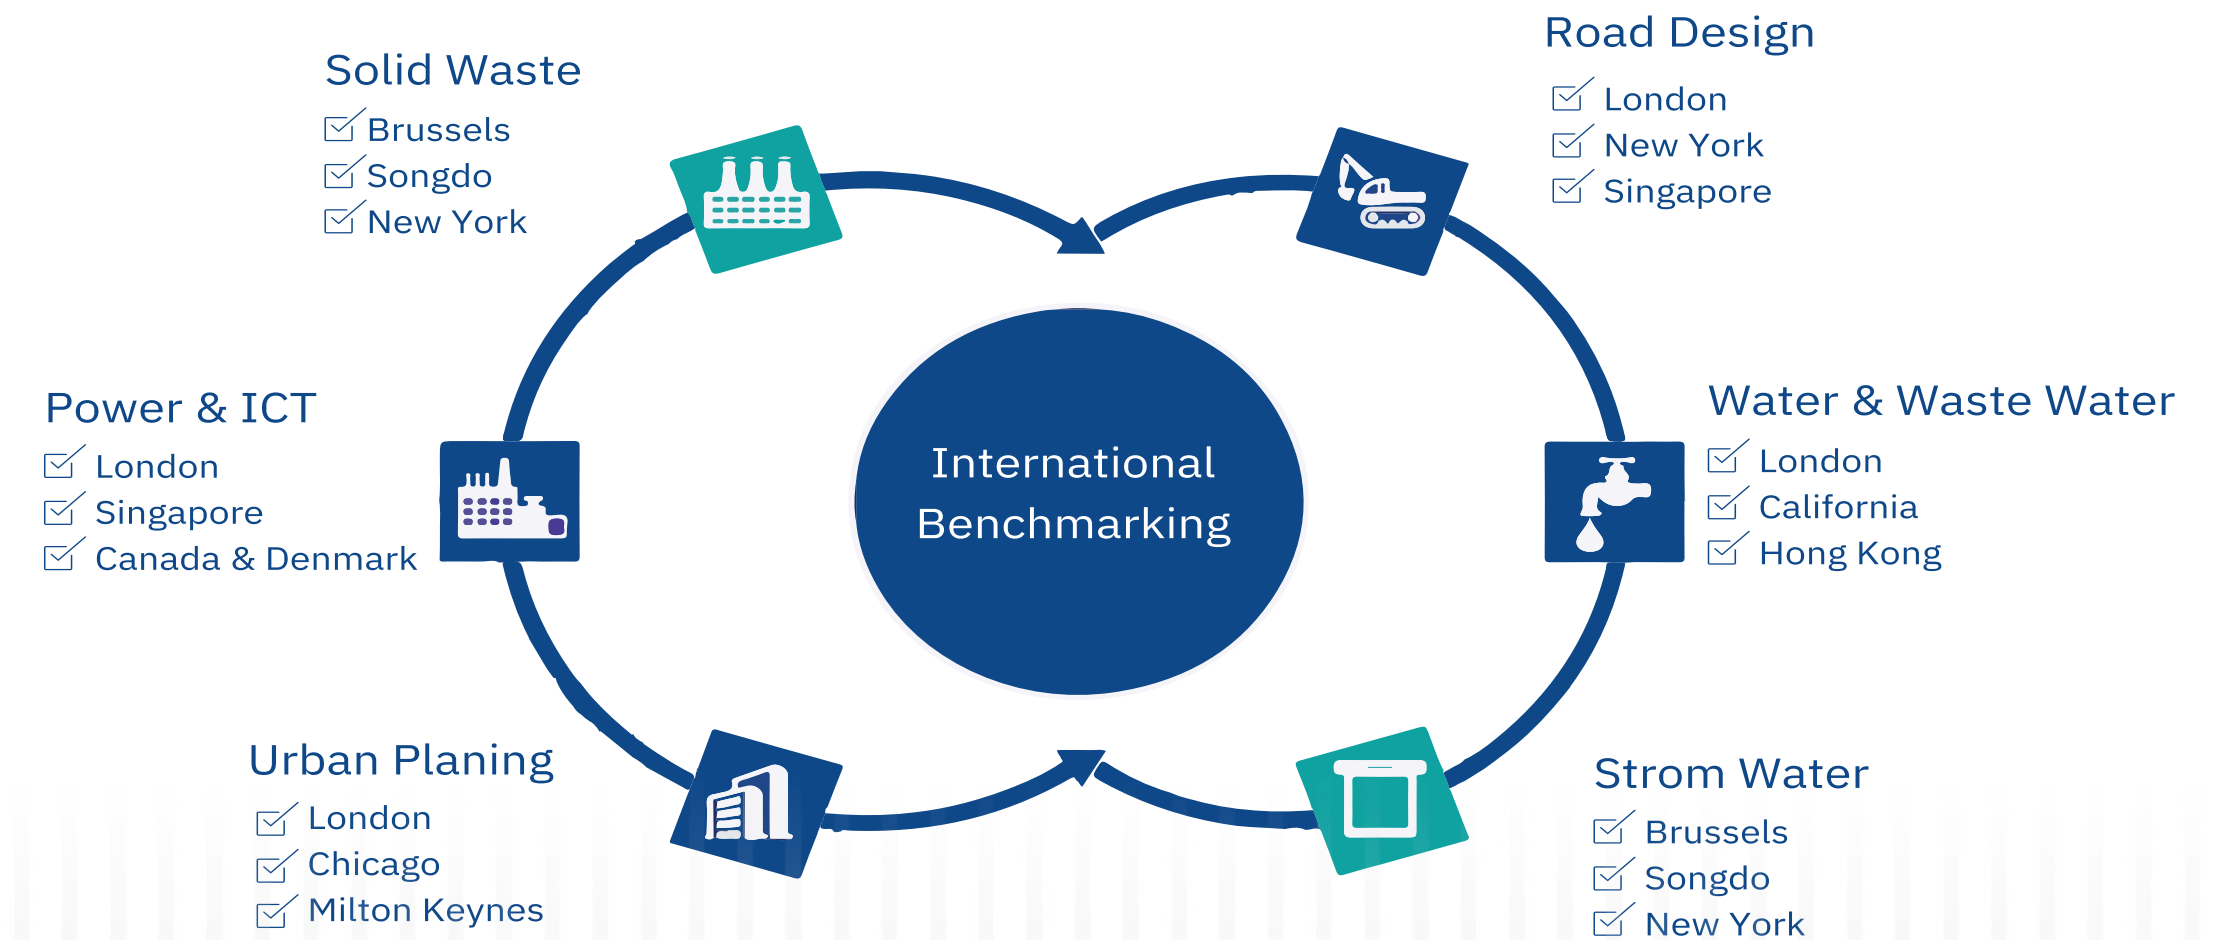 Solid Waste
Brussels
Songdo
New York
Road Design
London
New York
Singapore
Power & ICT
London
Singapore
Canada & Denmark
International
Benchmarking
Water & Waste Water
London
California
Hong Kong
Urban Planing
London
Chicago
Milton Keynes
Strom Water
Brussels
Songdo
New York